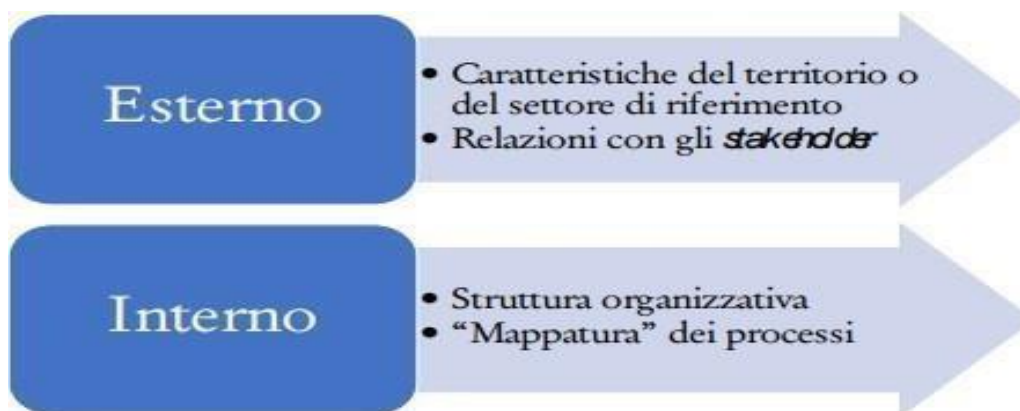 Esterno
• Caratteristiche del territorio o
del settore di riferimento
• Relazioni con gli stakeholder
Interno
• Struttura organizzativa
• “Mappatura” dei processi